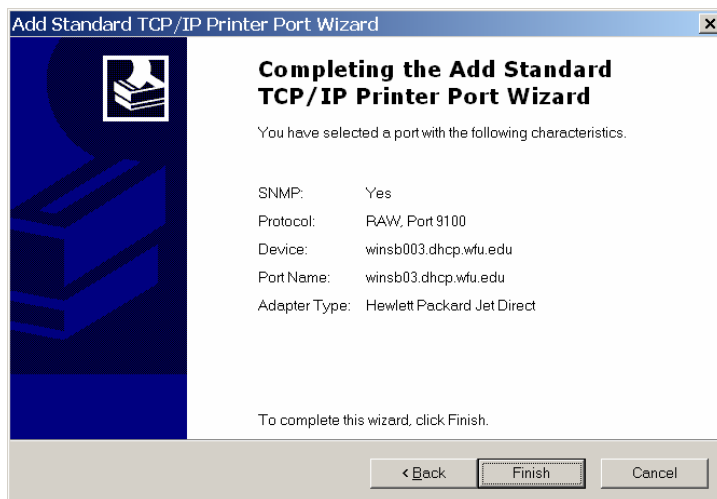 Add Standard TCP/IP Printer Port Wizard
Completing the Add Standard
TCP/IP Printer Port Wizard
You have selected a port with the following characteristics.
SNMP: Yes
Protocol: RAW, Port 9100
Device: winsb003.dhcp.wfu.edu
Port Name: winsb03.dhcp.wfu.edu
Adapter Type: Hewlett Packard Jet Direct
To complete this wizard, click Finish.
< Back Finish Cancel